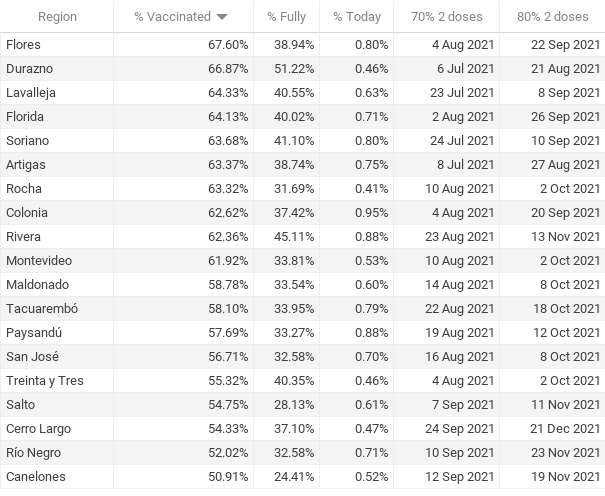 Region % Vaccinated % Fully % Today 70% 2 doses 80% 2 doses
Flores 67.60% 38.94% 0.80% 4 Aug 2021 22 Sep 2021
Durazno 66.87% 51.22% 0.46% 6 Jul 2021 21 Aug 2021
Lavalleja 64.33% 40.55% 0.63% 23 Jul 2021 8 Sep 2021
Florida 64.13% 40.02% 0.71% 2 Aug 2021 26 Sep 2021
Soriano 63.68% 41.10% 0.80% 24 Jul 2021 10 Sep 2021
Artigas 63.37% 38.74% 0.75% 8 Jul 2021 27 Aug 2021
Rocha 63.32% 31.69% 0.41% 10 Aug 2021 2 Oct 2021
Colonia 62.62% 37.42% 0.95% 4 Aug 2021 20 Sep 2021
Rivera 62.36% 45.11% 0.88% 23 Aug 2021 13 Nov 2021
Montevideo 61.92% 33.81% 0.53% 10 Aug 2021 2 Oct 2021
Maldonado 58.78% 33.54% 0.60% 14 Aug 2021 8 Oct 2021
Tacuarembó 58.10% 33.95% 0.79% 22 Aug 2021 18 Oct 2021
Paysandú 57.69% 33.27% 0.88% 19 Aug 2021 12 Oct 2021
San José 56.71% 32.58% 0.70% 16 Aug 2021 8 Oct 2021
Treinta y Tres 55.32% 40.35% 0.46% 4 Aug 2021 2 Oct 2021
Salto 54.75% 28.13% 0.61% 7 Sep 2021 11 Nov 2021
Cerro Largo 54.33% 37.10% 0.47% 24 Sep 2021 21 Dec 2021
Río Negro 52.02% 32.58% 0.71% 10 Sep 2021 23 Nov 2021
Canelones 50.91% 24.41% 0.52% 12 Sep 2021 19 Nov 2021